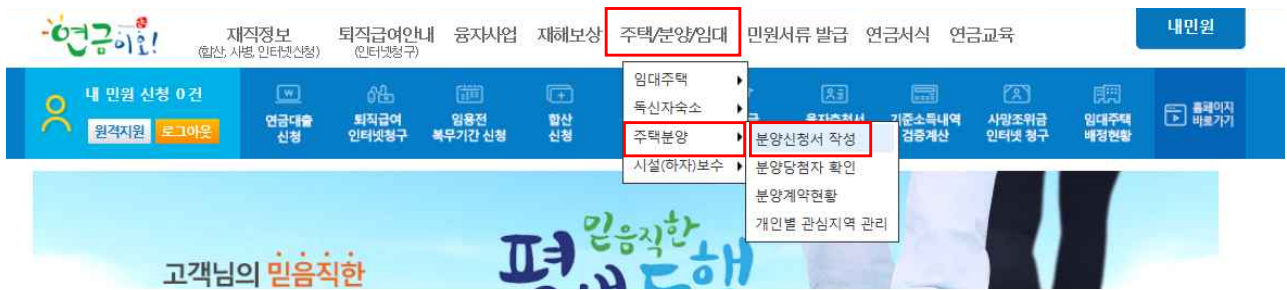 연금이효!
재직정보 퇴직급여안내 융자사업 재해보상 주택/분양/임대 민원서류 발급 연금서식 연금교육 내민원
(합산, 사병, 인터넷신청) (인터넷청구)
내 민원 신청 0 건
원격지원 로그아웃
연금대출 신청
퇴직급여 인터넷청구
임용전 복무기간 신청
합산 신청
기준소득내역 검증계산
사망조위금 인터넷 청구
임대주택 배정현황
홈페이지 바로가기
임대주택
독신자숙소
주택분양
시설(하자)보수
분양신청서 작성
분양당첨자 확인
분양계약현황
개인별 관심지역 관리
고객님의 믿음직한
믿음직한